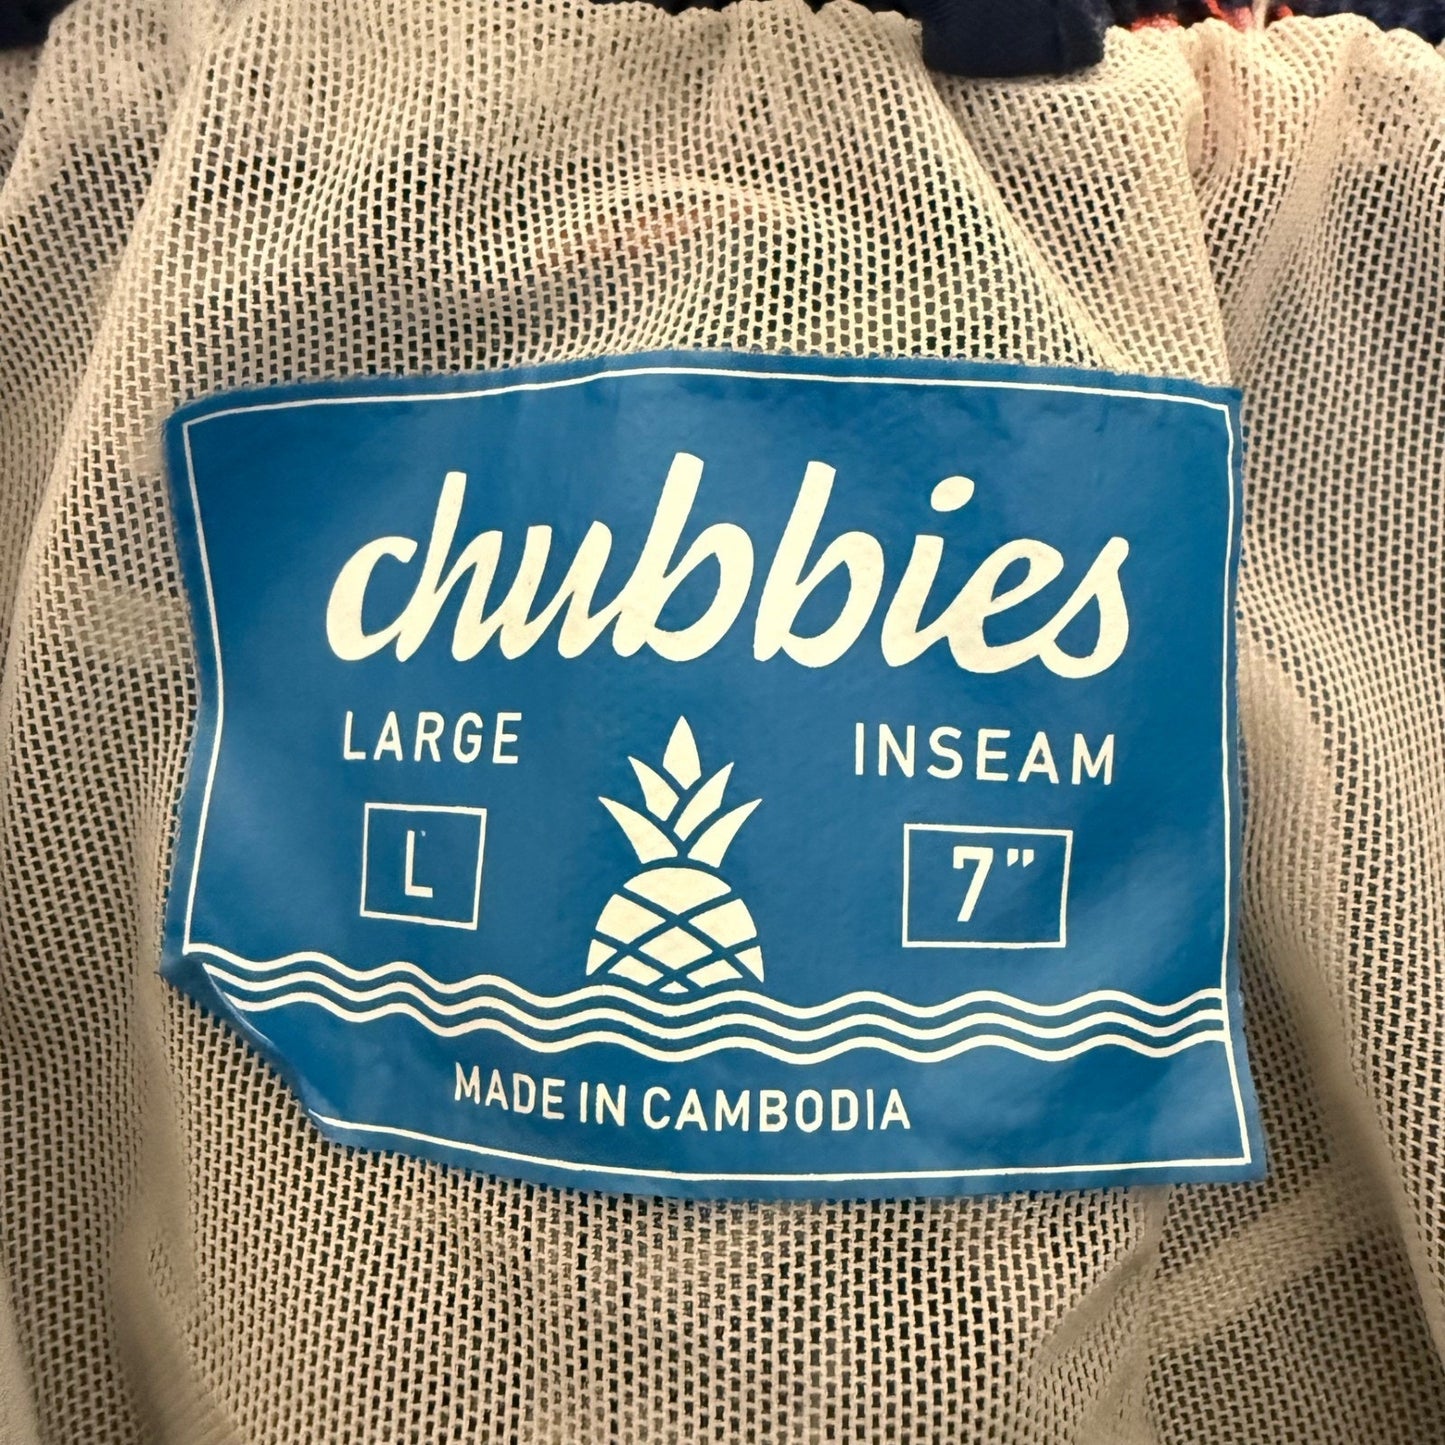 chubbies
LARGE
INSEAM
L
7"
MADE IN CAMBODIA